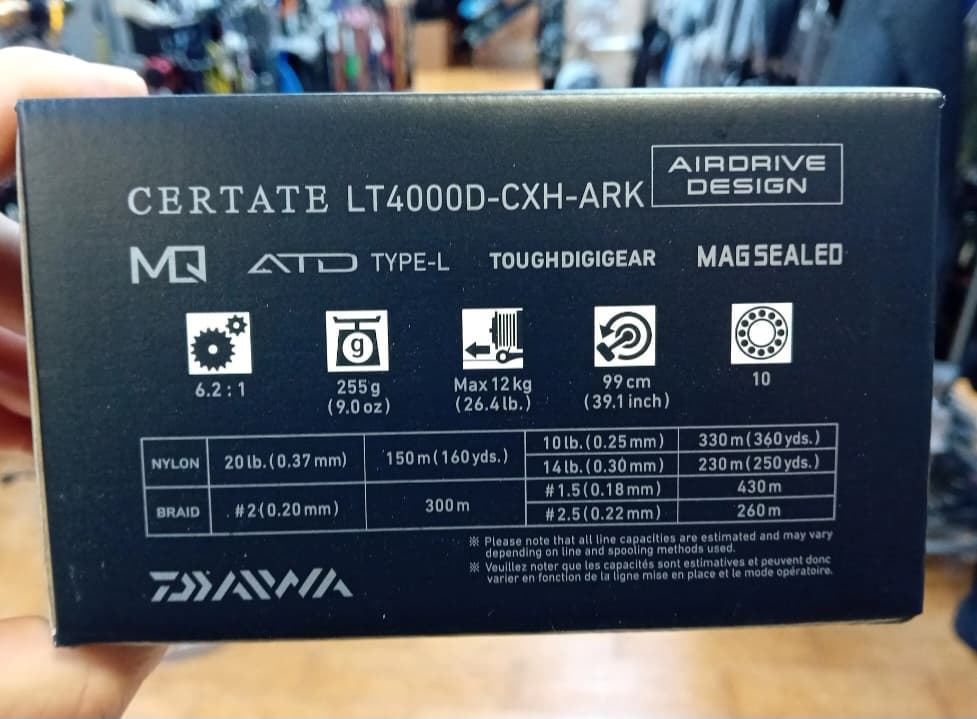 CERTATE LT4000D-CXH-ARK
AIRDRIVE
DESIGN
MQ ATD TYPE-L TOUGHDIGIGEAR MAGSEALED
g
6.2 : 1
255g
(9.0 oz)
Max 12 kg
(26.4 lb.)
99 cm
(39.1 inch)
10
NYLON 20 lb. (0.37 mm) 150 m (160 yds.)
10 lb. (0.25 mm) 330 m (360 yds.)
14 lb. (0.30 mm) 230 m (250 yds.)
BRAID #2 (0.20 mm) 300 m
#1.5 (0.18 mm) 430 m
#2.5 (0.22 mm) 260 m
※ Please note that all line capacities are estimated and may vary
depending on line and spooling methods used.
※ Veuillez noter que les capacités sont estimatives et peuvent donc
varier en fonction de la ligne mise en place et le mode opératoire.
DAIWA